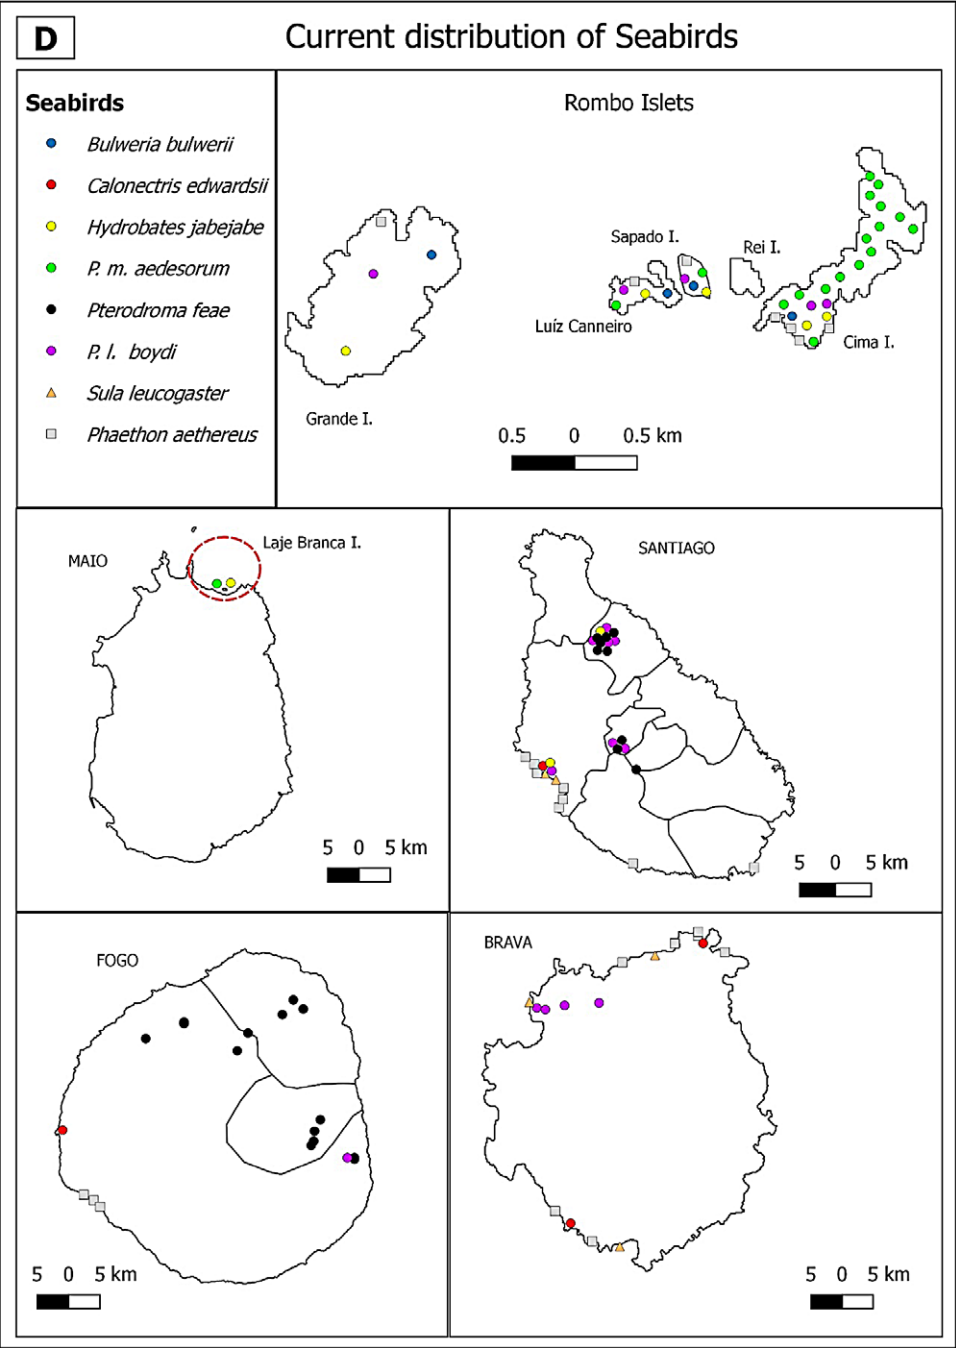 D
Current distribution of Seabirds
Seabirds
Bulweria bulwerii
Calonectris edwardsii
Hydrobates jabejabe
P. m. aedesorum
Pterodroma feae
P. l. boydi
Sula leucogaster
Phaethon aethereus
Rombo Islets
Sapado I.
Rei I.
Luíz Canneiro
Cima I.
Grande I.
0.5 0 0.5 km
MAIO
Laje Branca I.
5 0 5 km
SANTIAGO
5 0 5 km
FOGO
5 0 5 km
BRAVA
5 0 5 km